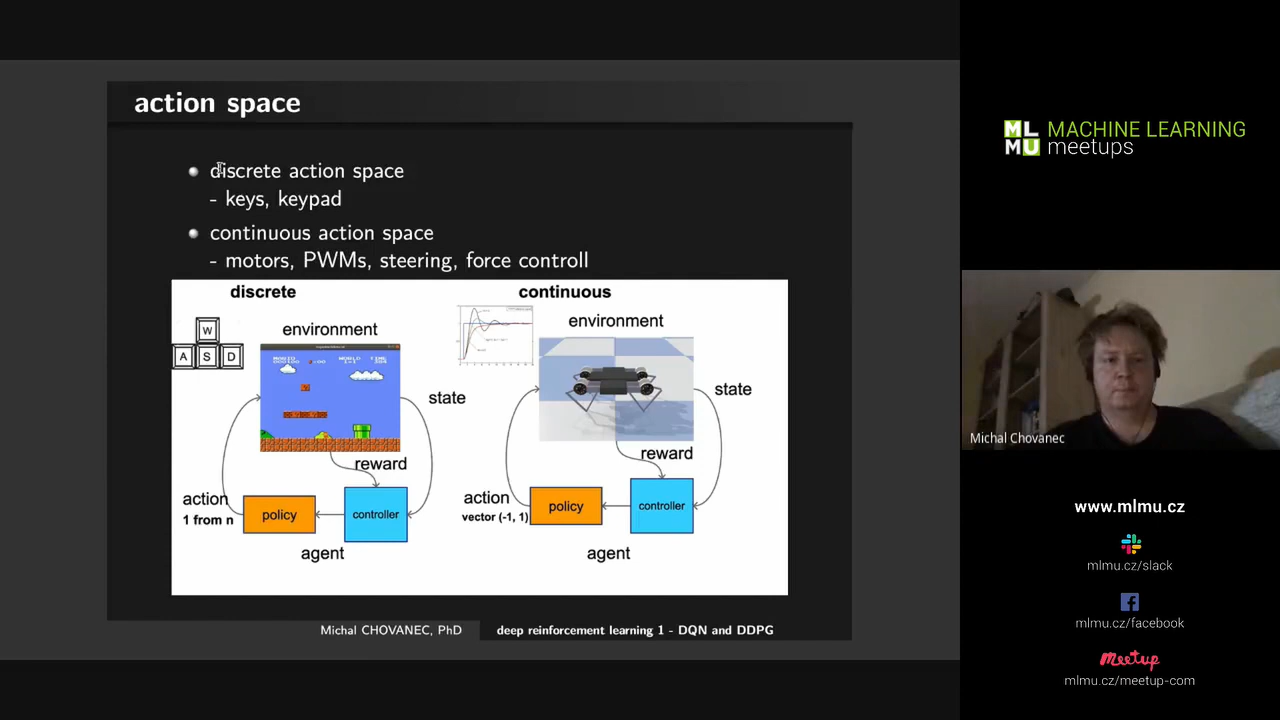 action space
discrete action space
- keys, keypad
continuous action space
- motors, PWMs, steering, force controll
discrete
continuous
W
A S D
environment
environment
state
state
reward
reward
action
1 from n
policy
controller
agent
action
vector (-1, 1)
policy
controller
agent
Michal CHOVANEC, PhD
deep reinforcement learning 1 - DQN and DDPG
ML MU
MACHINE LEARNING
meetups
Michal Chovanec
www.mlmu.cz
mlmu.cz/slack
mlmu.cz/facebook
meetup
mlmu.cz/meetup-com